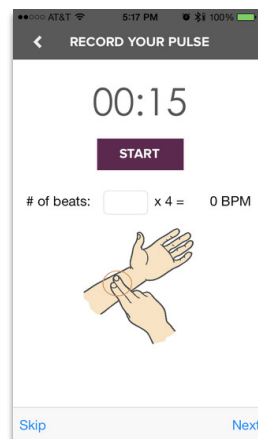 AT&T 5:17 PM 100%
RECORD YOUR PULSE
00:15
START
# of beats: x 4 = 0 BPM
Skip Next